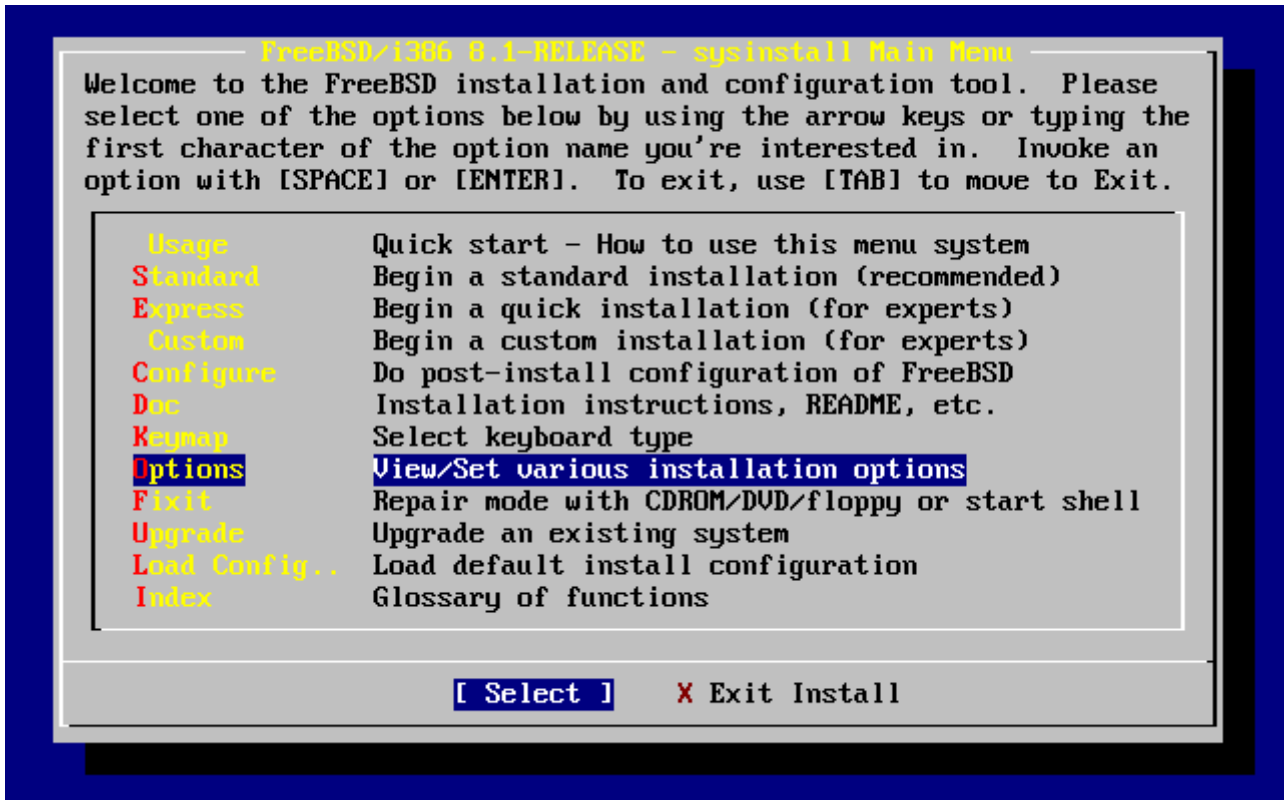 FreeBSD/i386 8.1-RELEASE - sysinstall Main Menu
Welcome to the FreeBSD installation and configuration tool.  Please
select one of the options below by using the arrow keys or typing the
first character of the option name you're interested in.  Invoke an
option with [SPACE] or [ENTER].  To exit, use [TAB] to move to Exit.
Usage Quick start - How to use this menu system
Standard Begin a standard installation (recommended)
Express Begin a quick installation (for experts)
Custom Begin a custom installation (for experts)
Configure Do post-install configuration of FreeBSD
Doc Installation instructions, README, etc.
Keymap Select keyboard type
Options View/Set various installation options
Fixit Repair mode with CDROM/DVD/floppy or start shell
Upgrade Upgrade an existing system
Load Config.. Load default install configuration
Index Glossary of functions
[ Select ] X Exit Install